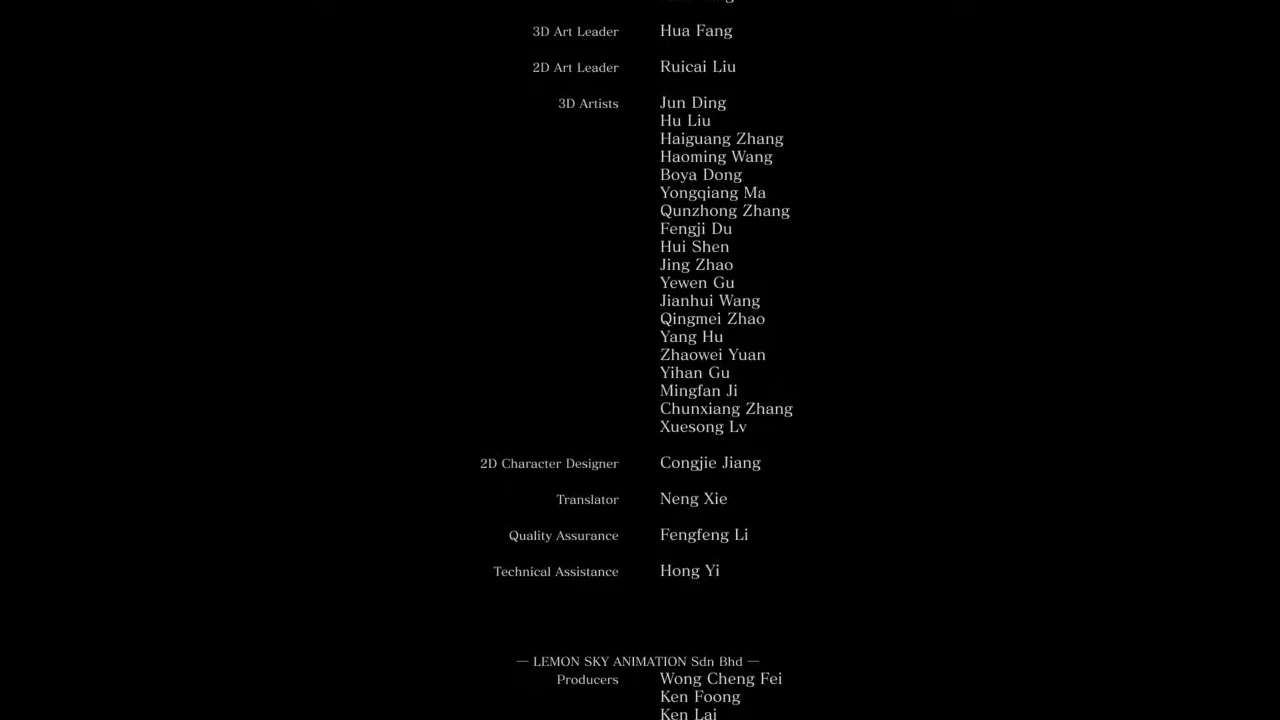 3D Art Leader Hua Fang
2D Art Leader Ruicai Liu
3D Artists Jun Ding
Hu Liu
Haiguang Zhang
Haoming Wang
Boya Dong
Yongqiang Ma
Qunzhong Zhang
Fengji Du
Hui Shen
Jing Zhao
Yewen Gu
Jianhui Wang
Qingmei Zhao
Yang Hu
Zhaowei Yuan
Yihan Gu
Mingfan Ji
Chunxiang Zhang
Xuesong Lv
2D Character Designer Congjie Jiang
Translator Neng Xie
Quality Assurance Fengfeng Li
Technical Assistance Hong Yi
— LEMON SKY ANIMATION Sdn Bhd —
Producers Wong Cheng Fei
Ken Foong
Ken Lai